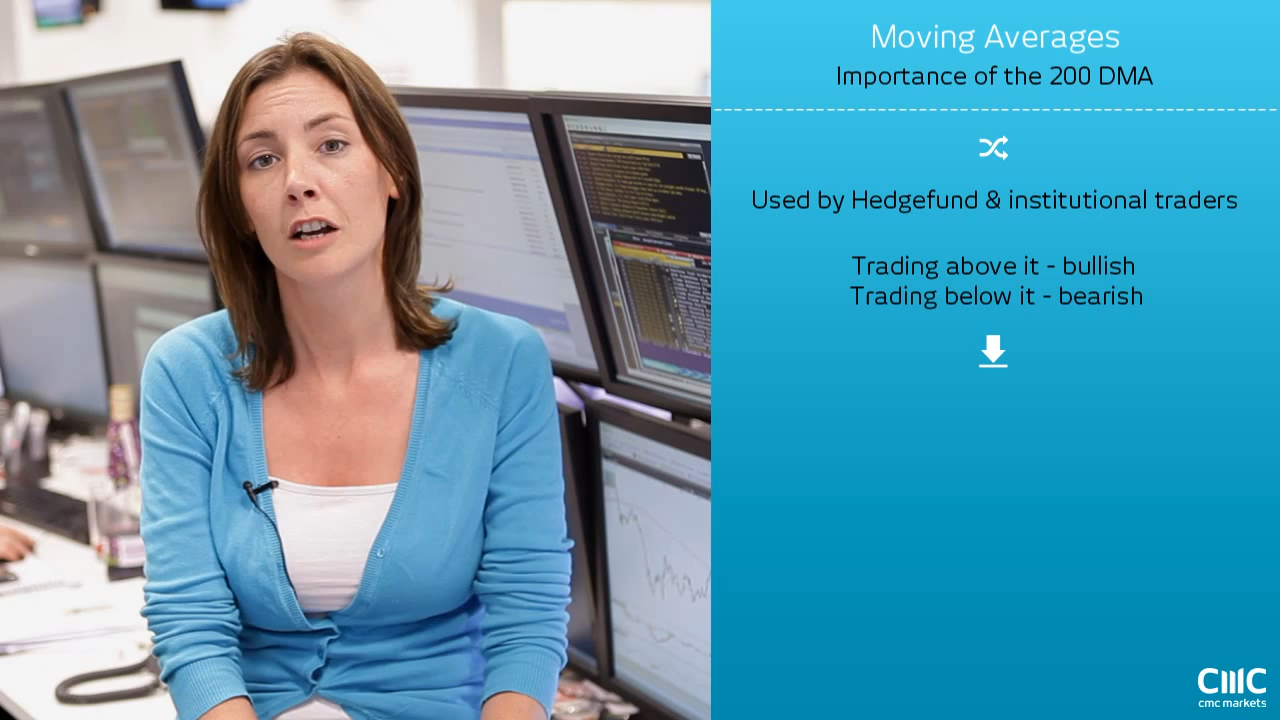 Moving Averages
Importance of the 200 DMA
Used by Hedgefund & institutional traders
Trading above it - bullish
Trading below it - bearish
CMC
cmc markets